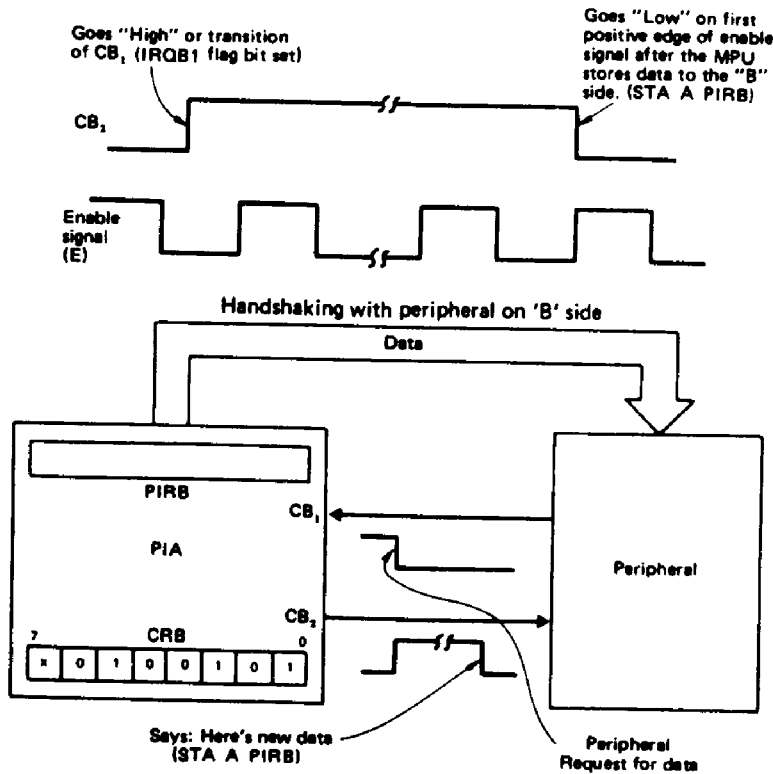 Goes "High" or transition
of CB₁ (IRQB1 flag bit set)
Goes "Low" on first
positive edge of enable
signal after the MPU
stores data to the "B"
side. (STA A PIRB)
CB₂
Enable
signal
(E)
Handshaking with peripheral on 'B' side
Data
PIRB
CB₁
PIA
Peripheral
CB₂
7 CRB 0
x 0 1 0 0 1 0 1
Says: Here's new data
(STA A PIRB)
Peripheral
Request for data